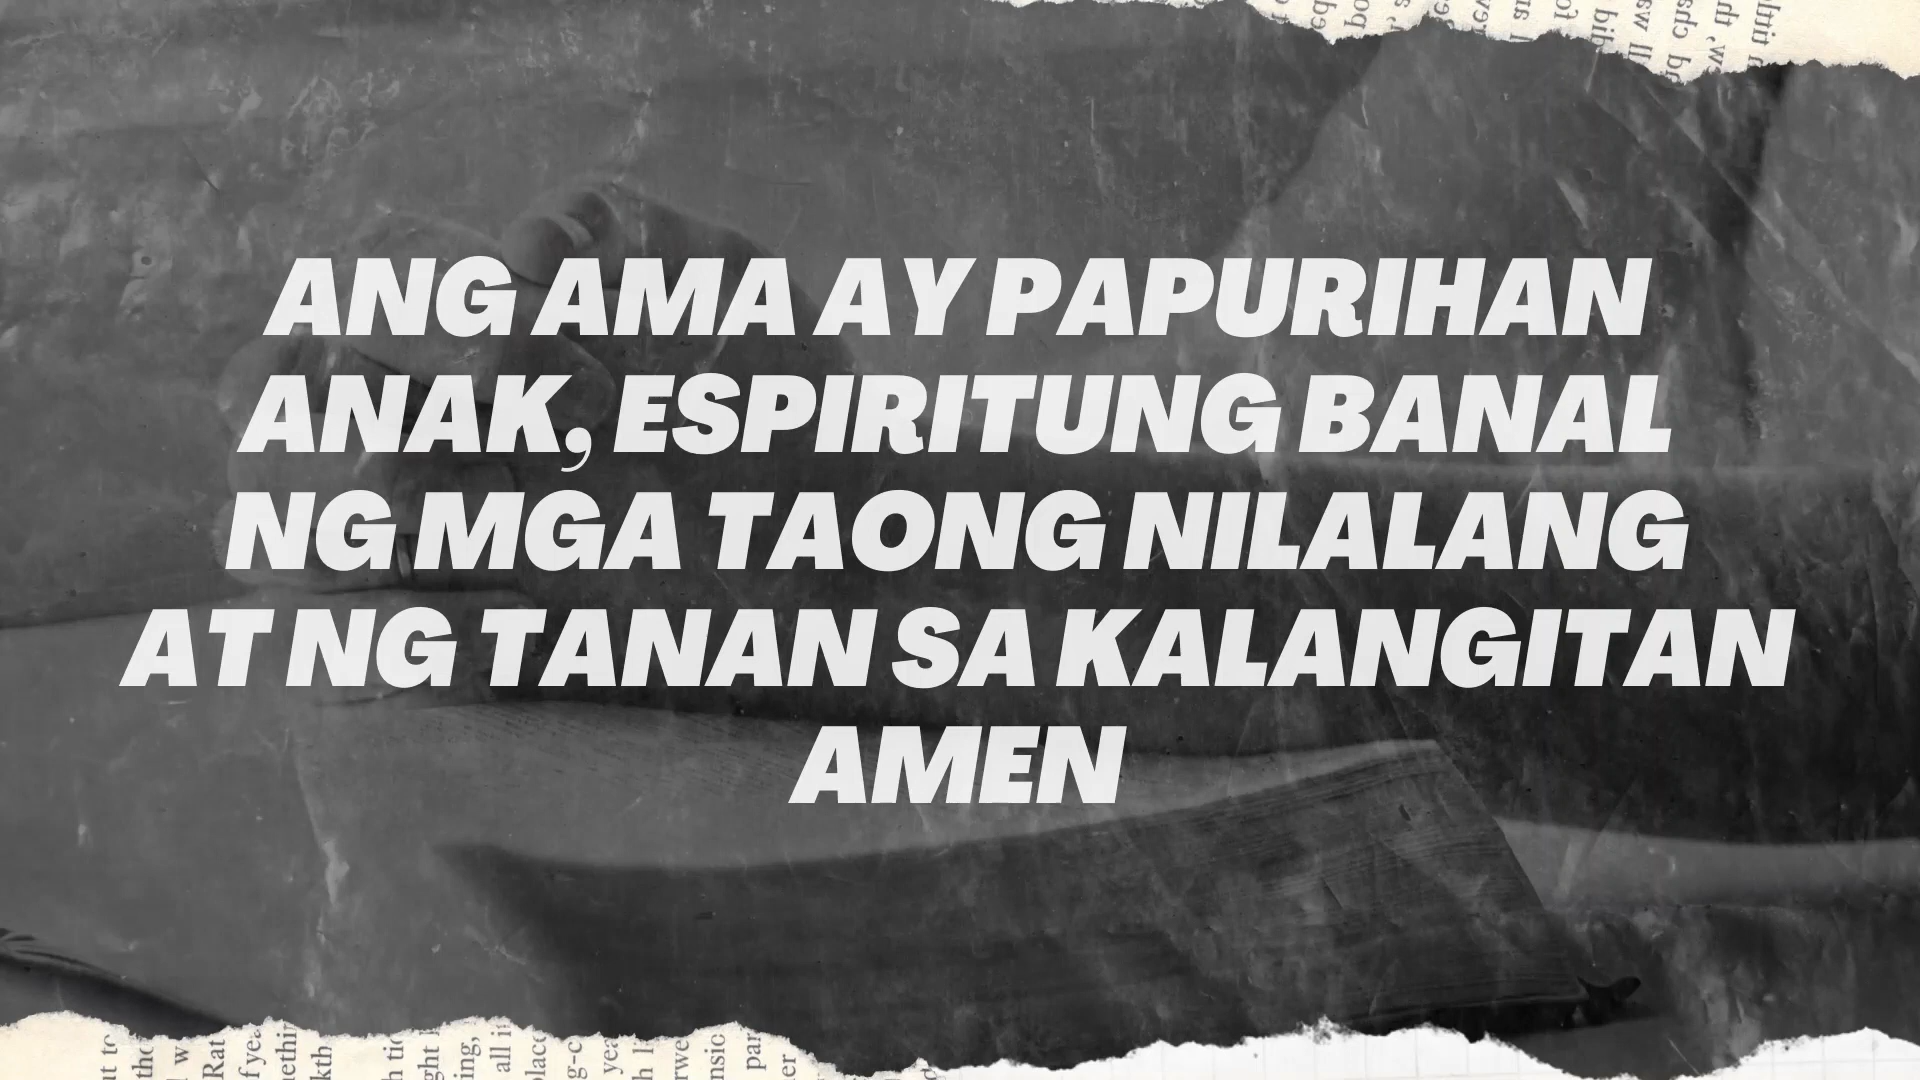 ANG AMA AY PAPURIHAN
ANAK, ESPIRITUNG BANAL
NG MGA TAONG NILALANG
AT NG TANAN SA KALANGITAN
AMEN